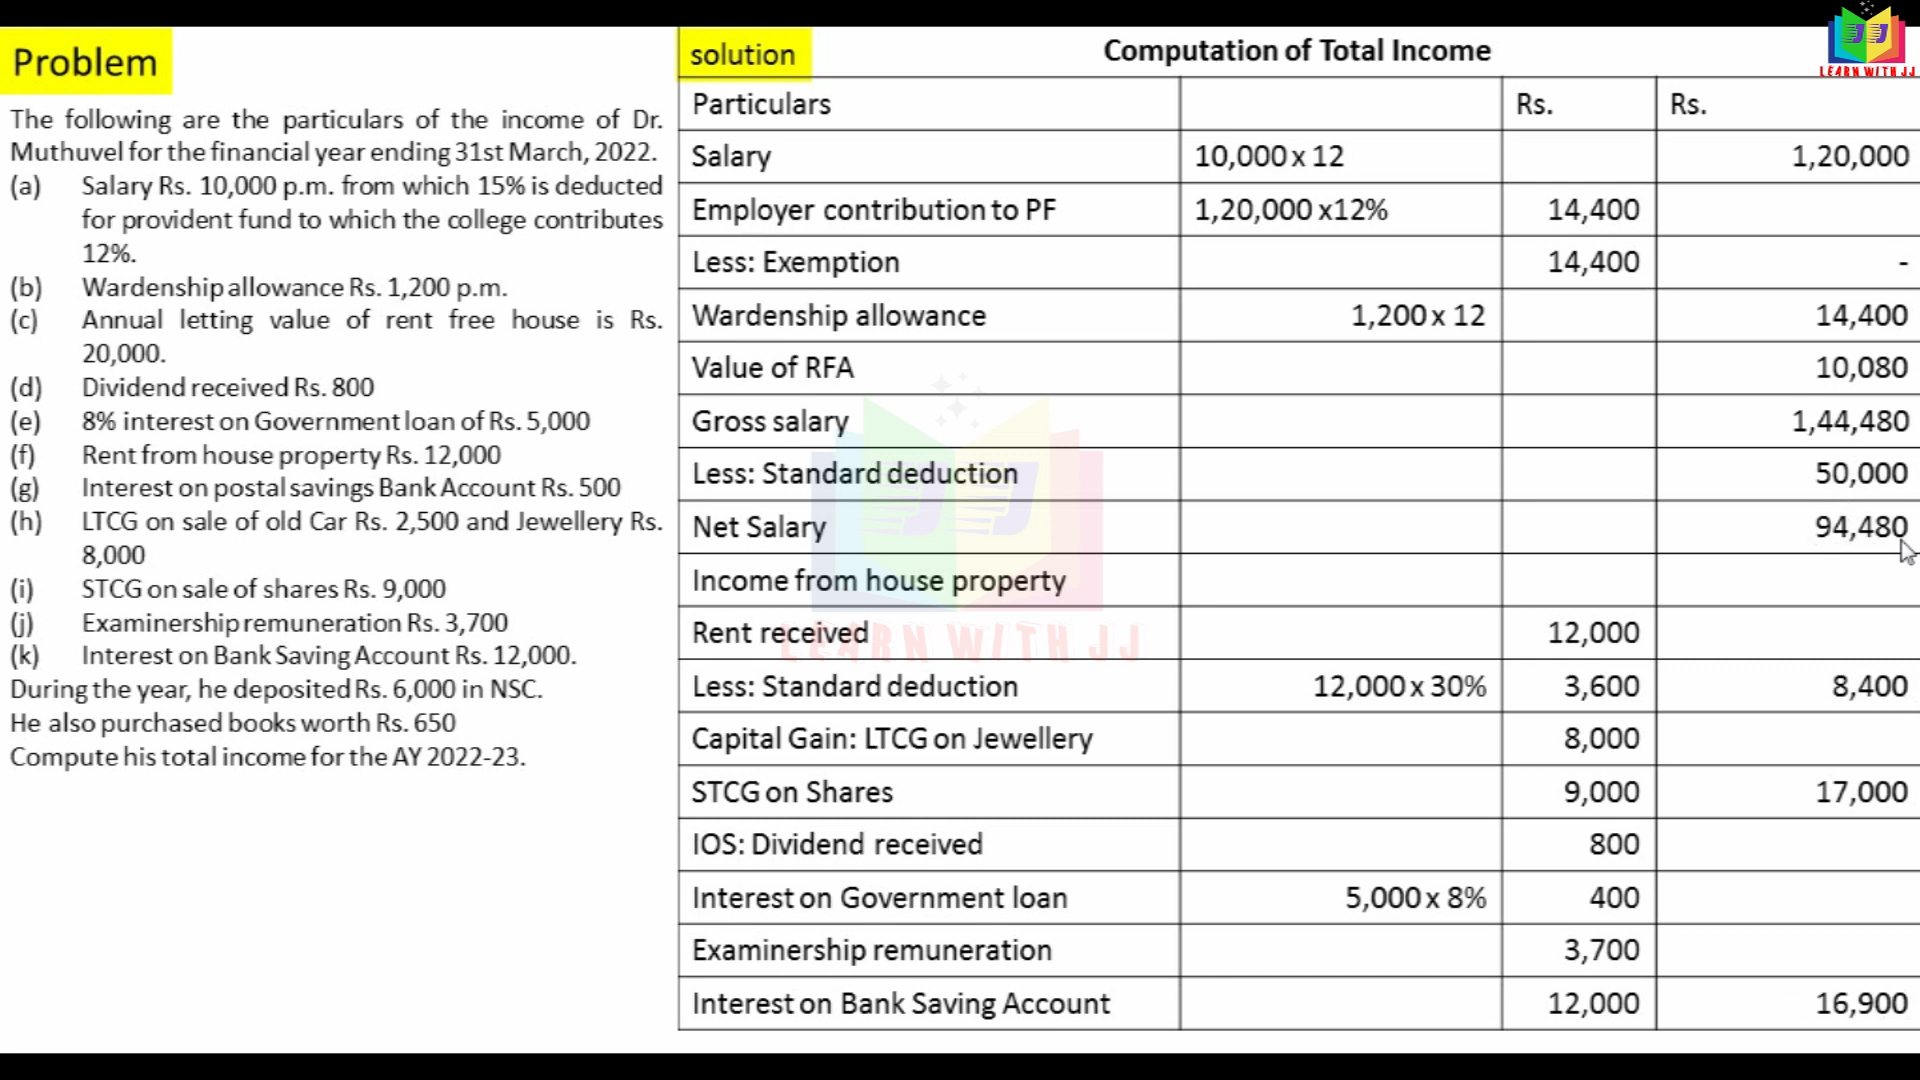 Problem
The following are the particulars of the income of Dr.
Muthuvel for the financial year ending 31st March, 2022.
(a) Salary Rs. 10,000 p.m. from which 15% is deducted
for provident fund to which the college contributes
12%.
(b) Wardenship allowance Rs. 1,200 p.m.
(c) Annual letting value of rent free house is Rs.
20,000.
(d) Dividend received Rs. 800
(e) 8% interest on Government loan of Rs. 5,000
(f) Rent from house property Rs. 12,000
(g) Interest on postal savings Bank Account Rs. 500
(h) LTCG on sale of old Car Rs. 2,500 and Jewellery Rs.
8,000
(i) STCG on sale of shares Rs. 9,000
(j) Examinership remuneration Rs. 3,700
(k) Interest on Bank Saving Account Rs. 12,000.
During the year, he deposited Rs. 6,000 in NSC.
He also purchased books worth Rs. 650
Compute his total income for the AY 2022-23.
solution Computation of Total Income
LEARN WITH JJ
Particulars Rs. Rs.
Salary 10,000 x 12 1,20,000
Employer contribution to PF 1,20,000 x12% 14,400
Less: Exemption 14,400 -
Wardenship allowance 1,200 x 12 14,400
Value of RFA 10,080
Gross salary 1,44,480
Less: Standard deduction 50,000
Net Salary 94,480
Income from house property
Rent received 12,000
LEARN WITH JJ
Less: Standard deduction 12,000 x 30% 3,600 8,400
Capital Gain: LTCG on Jewellery 8,000
STCG on Shares 9,000 17,000
IOS: Dividend received 800
Interest on Government loan 5,000 x 8% 400
Examinership remuneration 3,700
Interest on Bank Saving Account 12,000 16,900